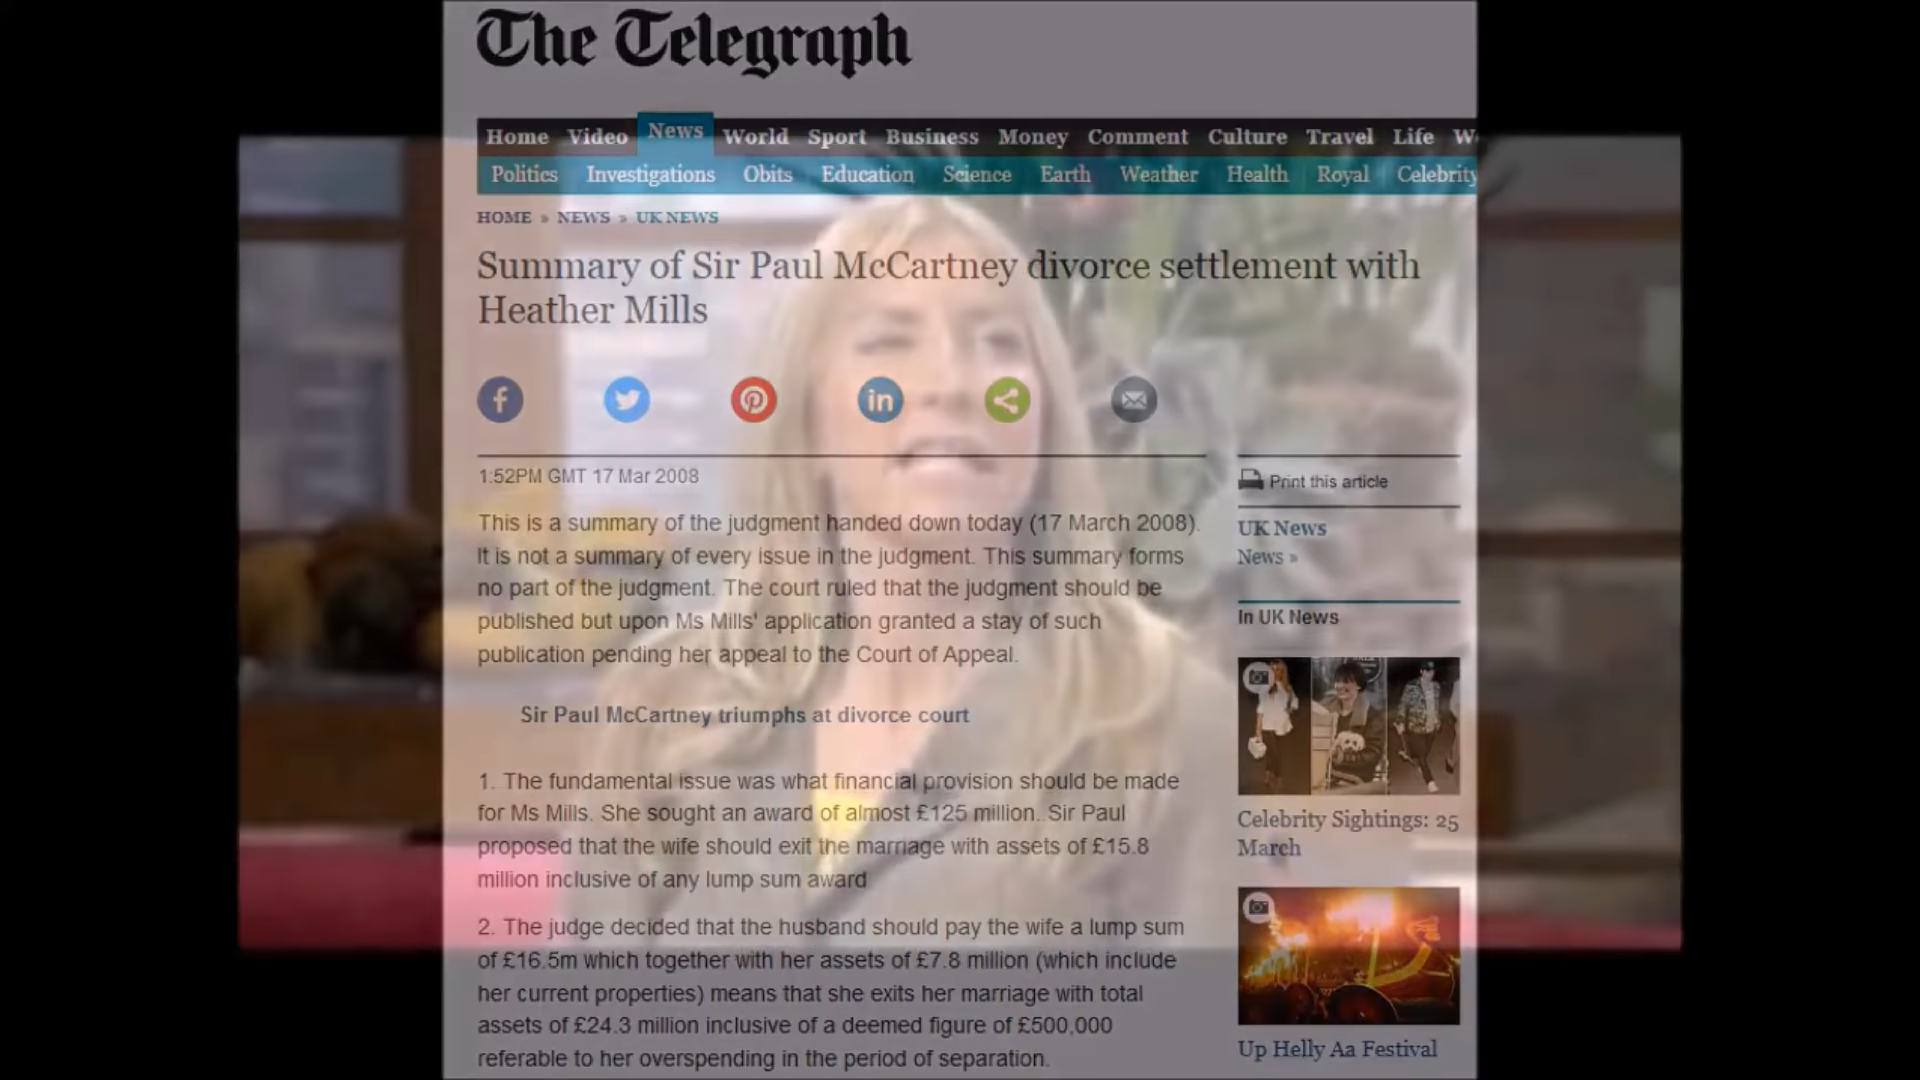 The Telegraph
Home Video News World Sport Business Money Comment Culture Travel Life
Politics Investigations Obits Education Science Earth Weather Health Royal Celebrity
HOME » NEWS » UK NEWS
Summary of Sir Paul McCartney divorce settlement with
Heather Mills
1:52PM GMT 17 Mar 2008
This is a summary of the judgment handed down today (17 March 2008).
It is not a summary of every issue in the judgment. This summary forms
no part of the judgment. The court ruled that the judgment should be
published but upon Ms Mills' application granted a stay of such
publication pending her appeal to the Court of Appeal.
Sir Paul McCartney triumphs at divorce court
1. The fundamental issue was what financial provision should be made
for Ms Mills. She sought an award of almost £125 million. Sir Paul
proposed that the wife should exit the marriage with assets of £15.8
million inclusive of any lump sum award
2. The judge decided that the husband should pay the wife a lump sum
of £16.5m which together with her assets of £7.8 million (which include
her current properties) means that she exits her marriage with total
assets of £24.3 million inclusive of a deemed figure of £500,000
referable to her overspending in the period of separation.
Print this article
UK News
News »
In UK News
Celebrity Sightings: 25
March
Up Helly Aa Festival